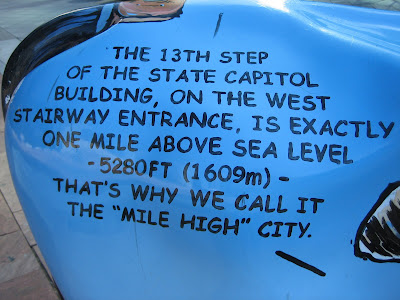 THE 13TH STEP
OF THE STATE CAPITOL
BUILDING, ON THE WEST
STAIRWAY ENTRANCE, IS EXACTLY
ONE MILE ABOVE SEA LEVEL
- 5280FT (1609m) -
THAT'S WHY WE CALL IT
THE "MILE HIGH" CITY.